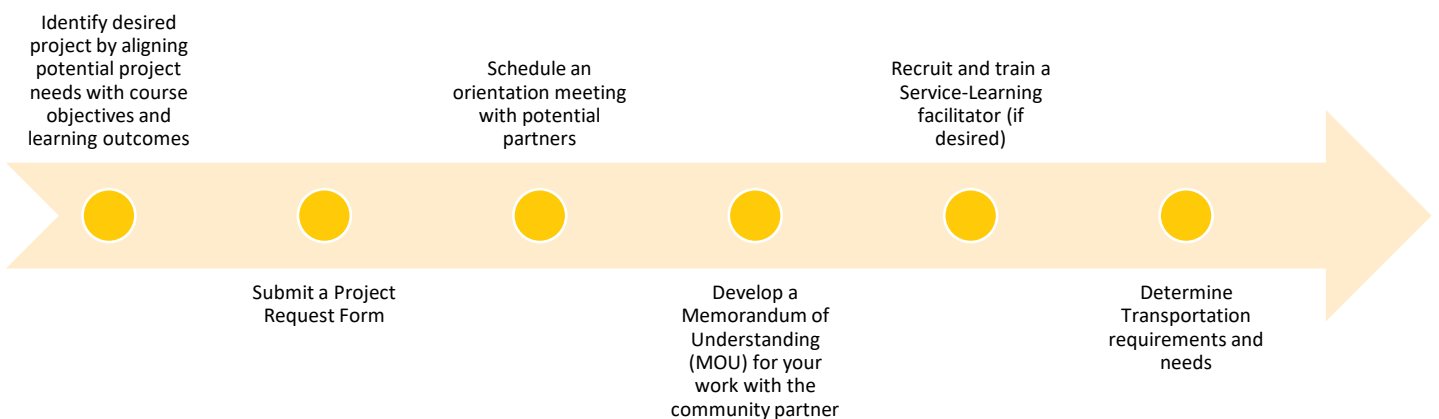 Identify desired
project by aligning
potential project
needs with course
objectives and
learning outcomes
Submit a Project
Request Form
Schedule an
orientation meeting
with potential
partners
Develop a
Memorandum of
Understanding
(MOU) for your
work with the
community partner
Recruit and train a
Service-Learning
facilitator (if
desired)
Determine
Transportation
requirements and
needs